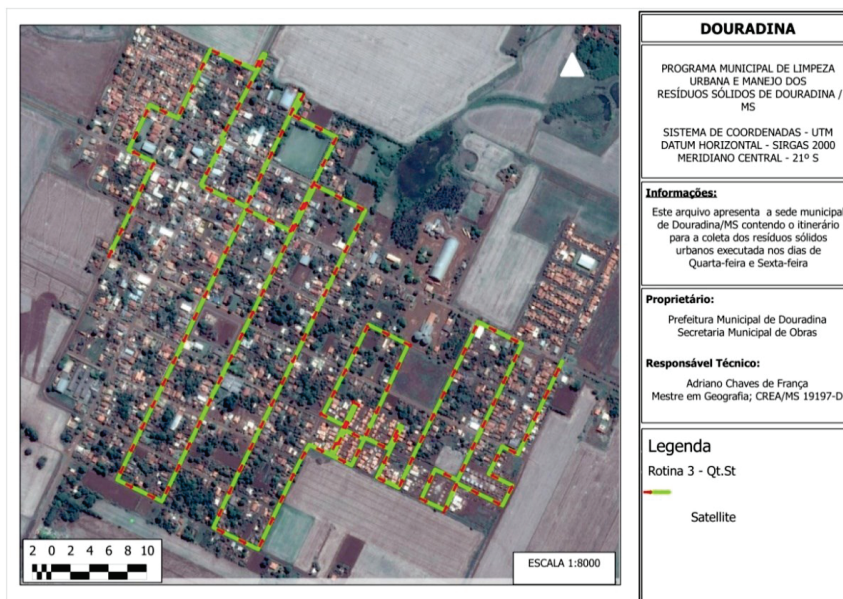 DOURADINA
PROGRAMA MUNICIPAL DE LIMPEZA
URBANA E MANEJO DOS
RESÍDUOS SÓLIDOS DE DOURADINA /
MS
SISTEMA DE COORDENADAS - UTM
DATUM HORIZONTAL - SIRGAS 2000
MERIDIANO CENTRAL - 21º S
Informações:
Este arquivo apresenta a sede municipal
de Douradina/MS contendo o itinerário
para a coleta dos resíduos sólidos
urbanos executada nos dias de
Quarta-feira e Sexta-feira
Proprietário:
Prefeitura Municipal de Douradina
Secretaria Municipal de Obras
Responsável Técnico:
Adriano Chaves de França
Mestre em Geografia; CREA/MS 19197-D
Legenda
Rotina 3 - Qt.St
Satellite
2 0 2 4 6 8 10
ESCALA 1:8000